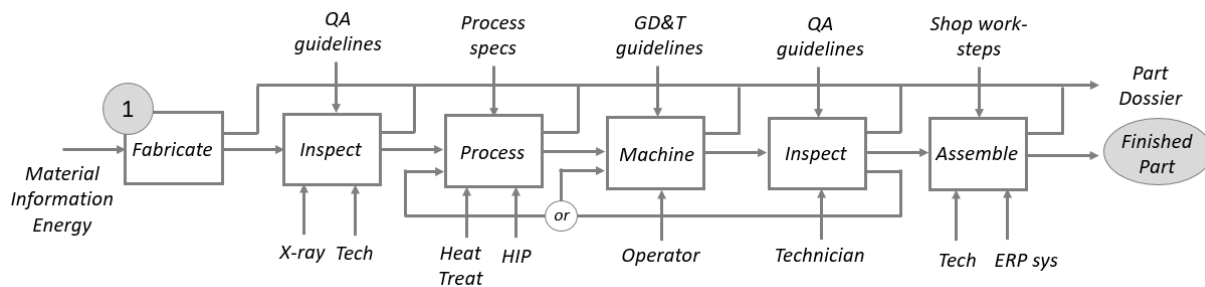 QA
guidelines
Process
specs
GD&T
guidelines
QA
guidelines
Shop work-
steps
Part
Dossier
1
Fabricate
Inspect
Process
Machine
Inspect
Assemble
Finished
Part
Material
Information
Energy
or
X-ray
Tech
Heat
Treat
HIP
Operator
Technician
Tech
ERP sys